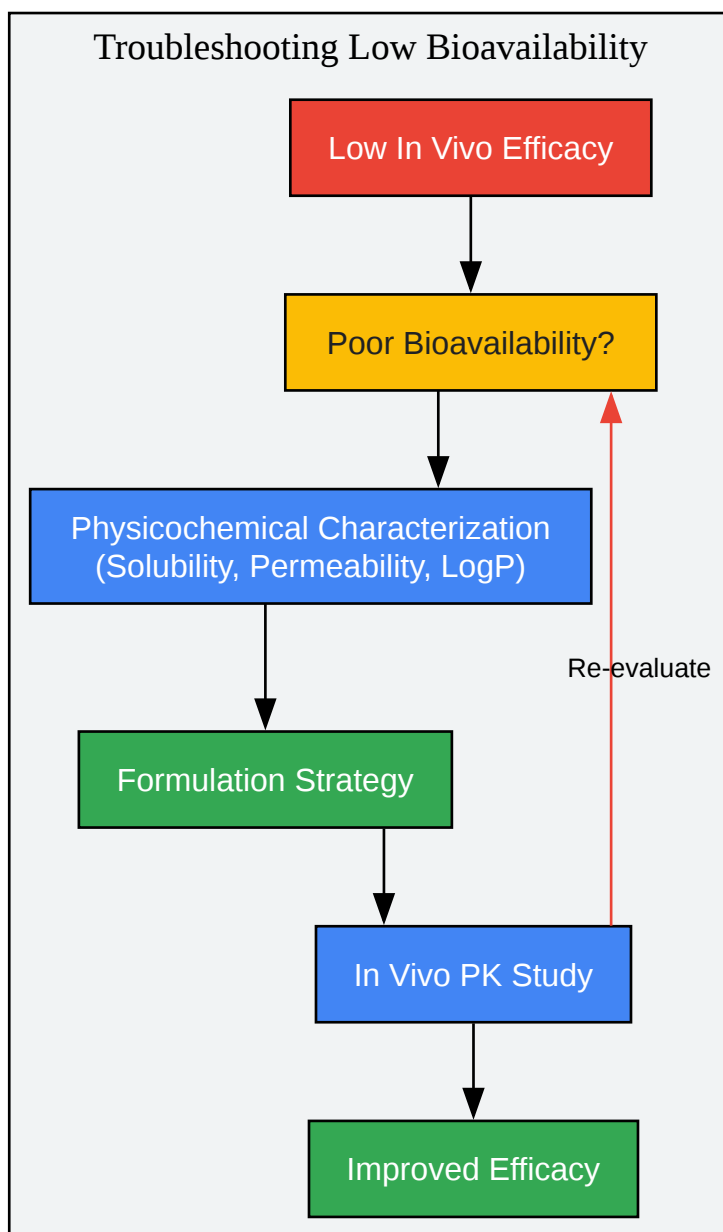 Troubleshooting Low Bioavailability
Low In Vivo Efficacy
Poor Bioavailability?
Physicochemical Characterization
(Solubility, Permeability, LogP)
Re-evaluate
Formulation Strategy
In Vivo PK Study
Improved Efficacy